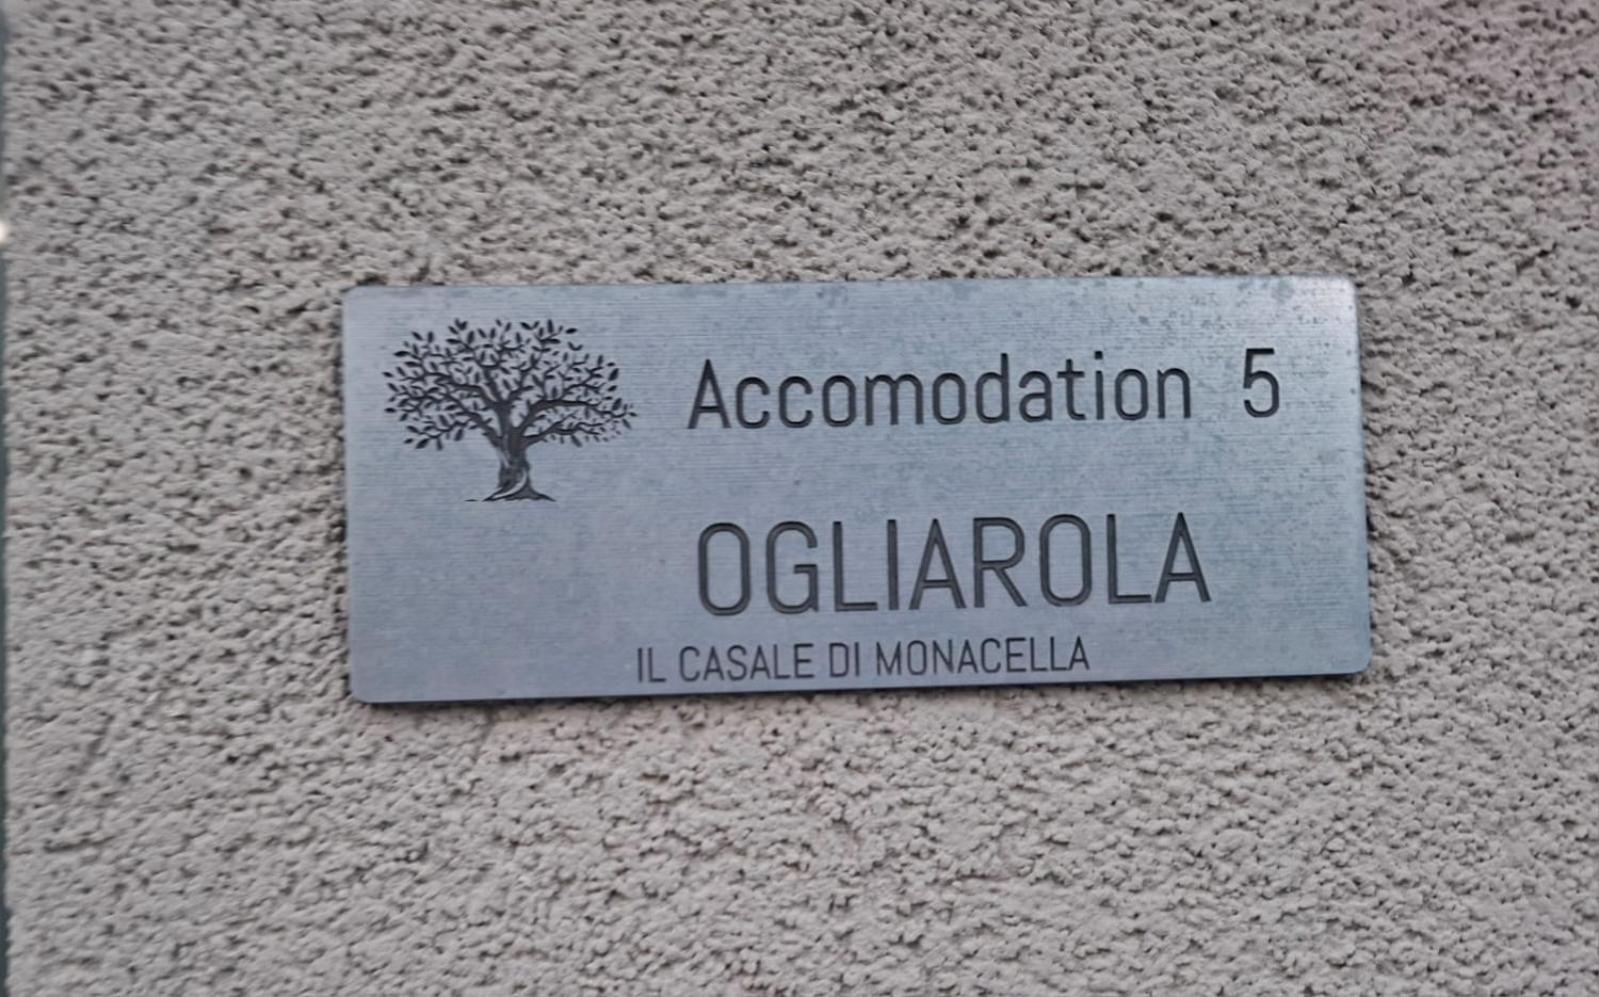 Accomodation 5
OGLIAROLA
IL CASALE DI MONACELLA